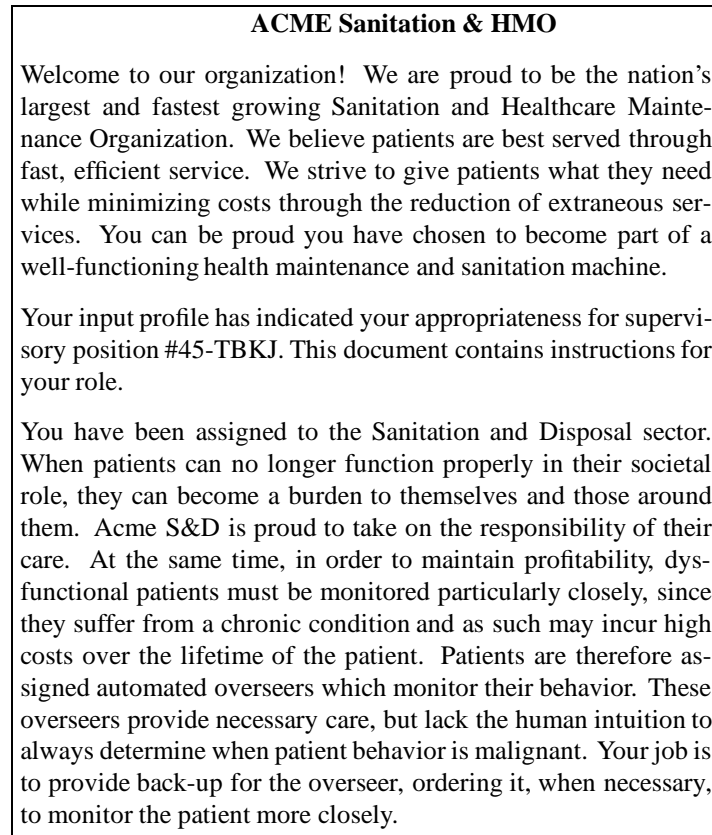 ACME Sanitation & HMO
Welcome to our organization! We are proud to be the nation's
largest and fastest growing Sanitation and Healthcare Mainte-
nance Organization. We believe patients are best served through
fast, efficient service. We strive to give patients what they need
while minimizing costs through the reduction of extraneous ser-
vices. You can be proud you have chosen to become part of a
well-functioning health maintenance and sanitation machine.
Your input profile has indicated your appropriateness for supervi-
sory position #45-TBKJ. This document contains instructions for
your role.
You have been assigned to the Sanitation and Disposal sector.
When patients can no longer function properly in their societal
role, they can become a burden to themselves and those around
them. Acme S&D is proud to take on the responsibility of their
care. At the same time, in order to maintain profitability, dys-
functional patients must be monitored particularly closely, since
they suffer from a chronic condition and as such may incur high
costs over the lifetime of the patient. Patients are therefore as-
signed automated overseers which monitor their behavior. These
overseers provide necessary care, but lack the human intuition to
always determine when patient behavior is malignant. Your job is
to provide back-up for the overseer, ordering it, when necessary,
to monitor the patient more closely.